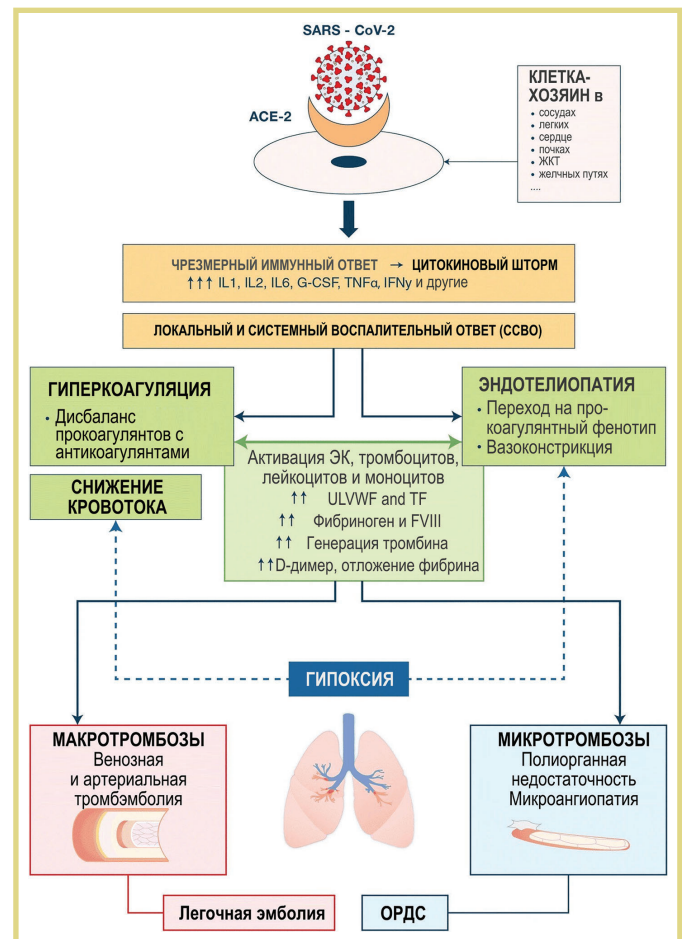 SARS - CoV-2
ACE-2
КЛЕТКА-
ХОЗЯИН в
• сосудах
• легких
• сердце
• почках
• ЖКТ
• желчных путях
....
ЧРЕЗМЕРНЫЙ ИММУННЫЙ ОТВЕТ → ЦИТОКИНОВЫЙ ШТОРМ
↑↑↑ IL1, IL2, IL6, G-CSF, TNFα, IFNγ и другие
ЛОКАЛЬНЫЙ И СИСТЕМНЫЙ ВОСПАЛИТЕЛЬНЫЙ ОТВЕТ (ССВО)
ГИПЕРКОАГУЛЯЦИЯ
• Дисбаланс
прокоагулянтов с
антикоагулянтами
СНИЖЕНИЕ
КРОВОТОКА
ЭНДОТЕЛИОПАТИЯ
• Переход на про-
коагулянтный фенотип
• Вазоконстрикция
Активация ЭК, тромбоцитов,
лейкоцитов и моноцитов
↑↑ ULVWF and TF
↑↑ Фибриноген и FVIII
↑↑ Генерация тромбина
↑↑D-димер, отложение фибрина
ГИПОКСИЯ
МАКРОТРОМБОЗЫ
Венозная
и артериальная
тромбэмболия
МИКРОТРОМБОЗЫ
Полиорганная
недостаточность
Микроангиопатия
Легочная эмболия
ОРДС